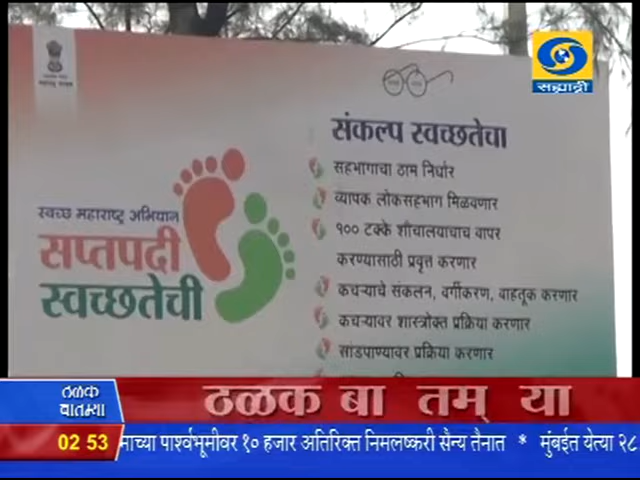 सह्याद्री
संकल्प स्वच्छतेचा
सहभागाचा ठाम निर्धार
व्यापक लोकसहभाग मिळवणार
१०० टक्के शौचालयाचाच वापर
करण्यासाठी प्रवृत्त करणार
कचऱ्याचे संकलन, वर्गीकरण, वाहतूक करणार
कचऱ्यावर शास्त्रोक्त प्रक्रिया करणार
सांडपाण्यावर प्रक्रिया करणार
स्वच्छ महाराष्ट्र अभियान
सप्तपदी
स्वच्छतेची
ठळक
बातम्या
ठळक बा तम् या
02 53
माच्या पार्श्वभूमीवर १० हजार अतिरिक्त निमलष्करी सैन्य तैनात * मुंबईत येत्या २८